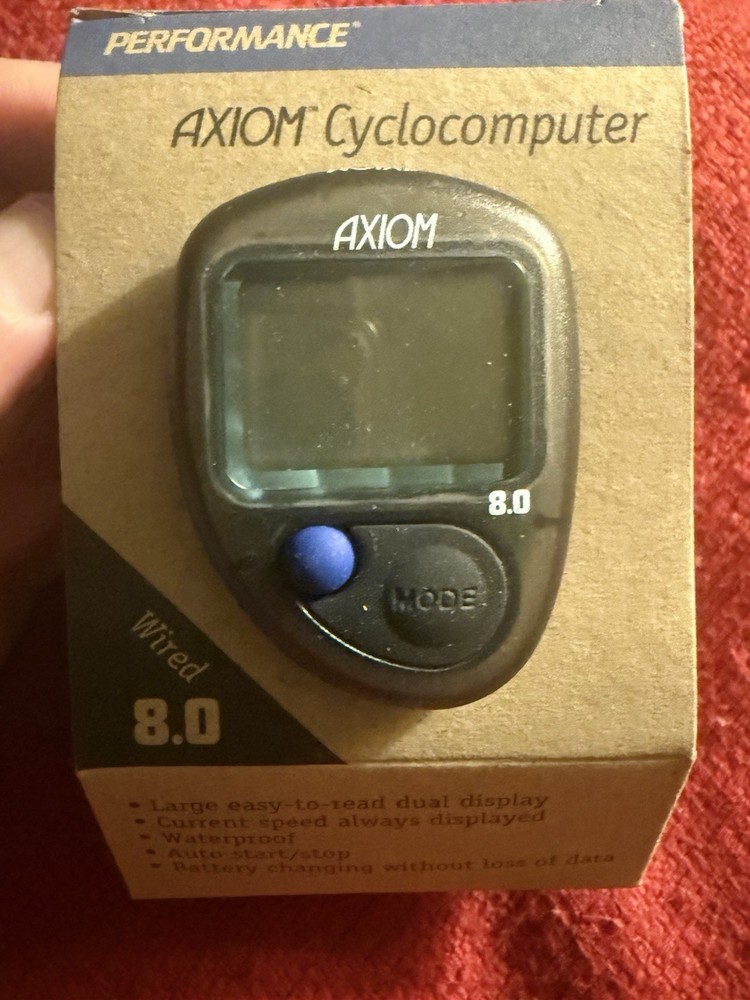 PERFORMANCE®
AXIOM™ Cyclocomputer
AXIOM
8.0
MODE
Wired
8.0
• Large easy-to-read dual display
• Current speed always displayed
• Waterproof
• Auto start/stop
• Battery changing without loss of data